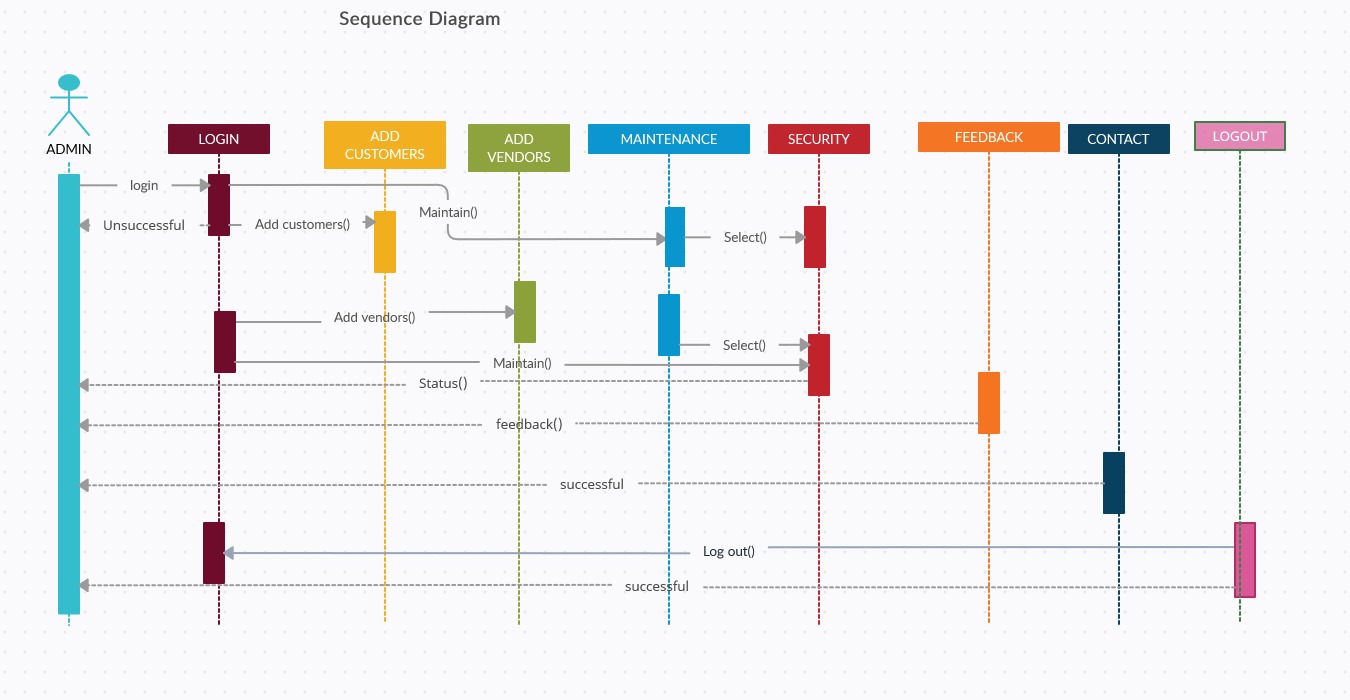 Sequence Diagram
ADMIN
LOGIN
ADD
CUSTOMERS
ADD
VENDORS
MAINTENANCE
SECURITY
FEEDBACK
CONTACT
LOGOUT
login
Maintain()
Unsuccessful
Add customers()
Select()
Add vendors()
Select()
Maintain()
Status()
feedback()
successful
Log out()
successful